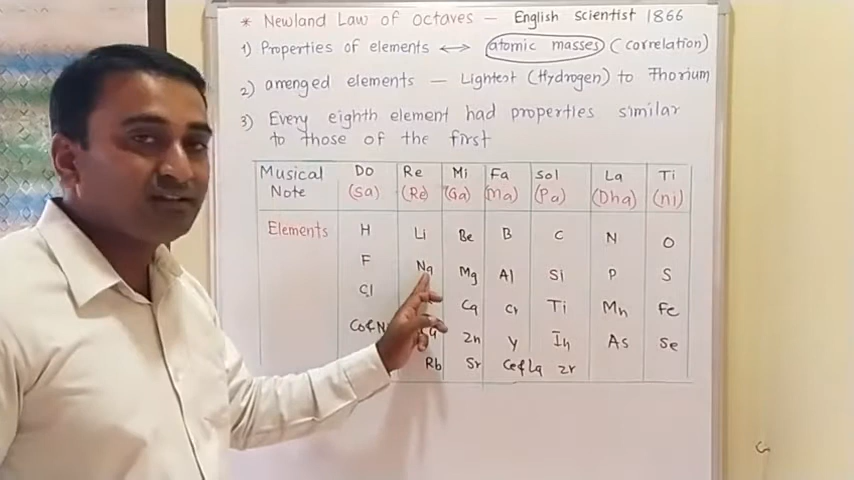 * Newland Law of Octaves — English Scientist 1866
1) Properties of elements ↔ atomic masses (correlation)
2) amenged elements — Lightest (Hydrogen) to Thorium
3) Every eighth element had properties similar
to those of the first
Musical Note Do (Sa) Re (Re) Mi (Ga) Fa (Ma) Sol (Pa) La (Dha) Ti (ni)
Elements H Li Be B C N O
F Na Mg Al Si P S
Cl Ca Cr Ti Mn Fe
Co& Zn Y In As Se
Rb Sr Ce&La Zr